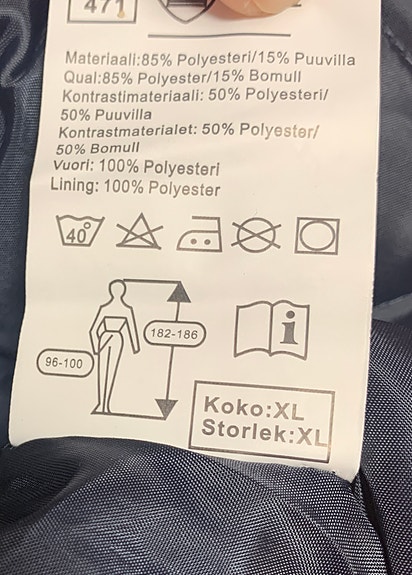 471
Materiaali:85% Polyesteri/15% Puuvilla
Qual:85% Polyester/15% Bomull
Kontrastimateriaali: 50% Polyesteri/
50% Puuvilla
Kontrastmaterialet: 50% Polyester/
50% Bomull
Vuori: 100% Polyesteri
Lining: 100% Polyester
40°
182-186
96-100
i
Koko:XL
Storlek:XL